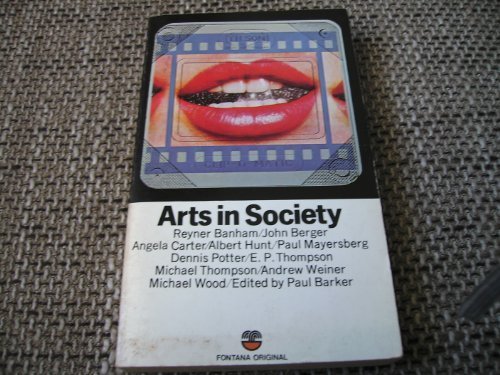 Arts in Society
Reyner Banham/John Berger
Angela Carter/Albert Hunt/Paul Mayersberg
Dennis Potter/E. P. Thompson
Michael Thompson/Andrew Weiner
Michael Wood/Edited by Paul Barker
FONTANA ORIGINAL